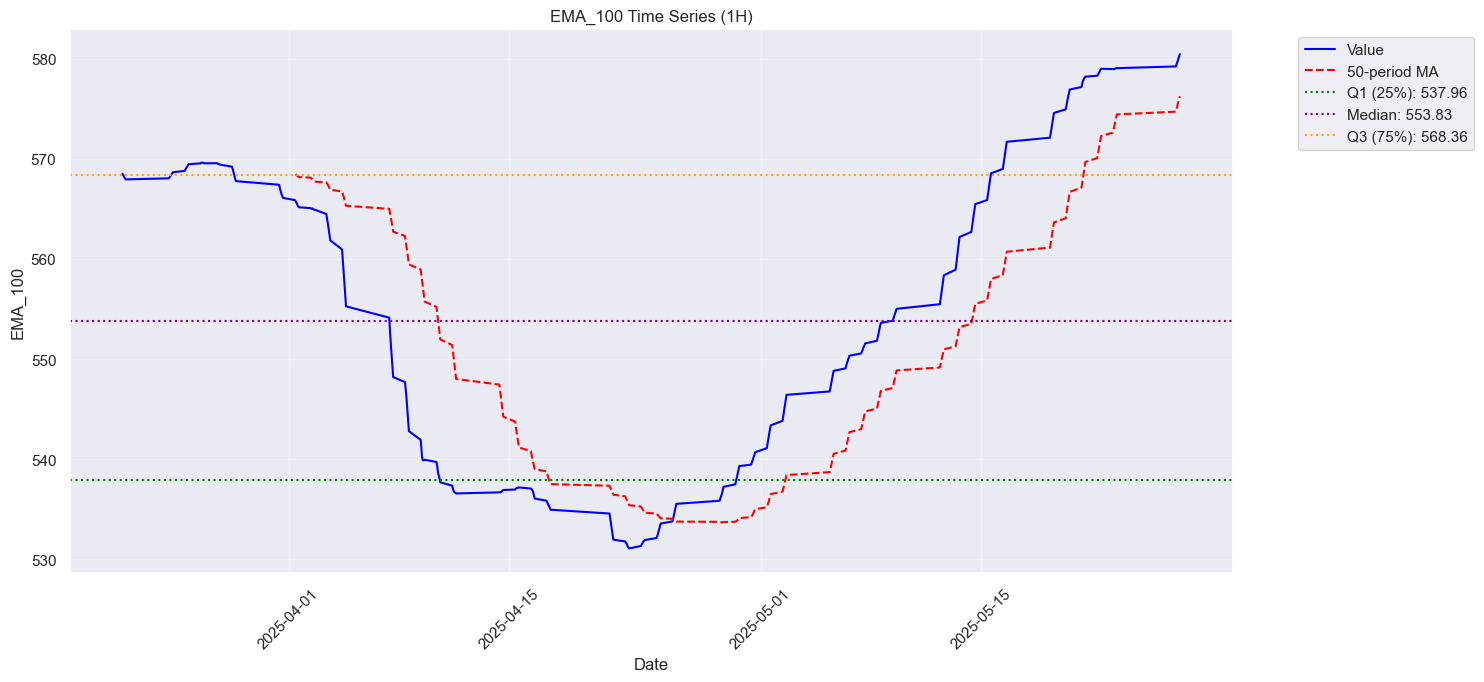 EMA_100 Time Series (1H)
Value
50-period MA
Q1 (25%): 537.96
Median: 553.83
Q3 (75%): 568.36
580
570
560
550
540
530
EMA_100
2025-04-01
2025-04-15
2025-05-01
2025-05-15
Date